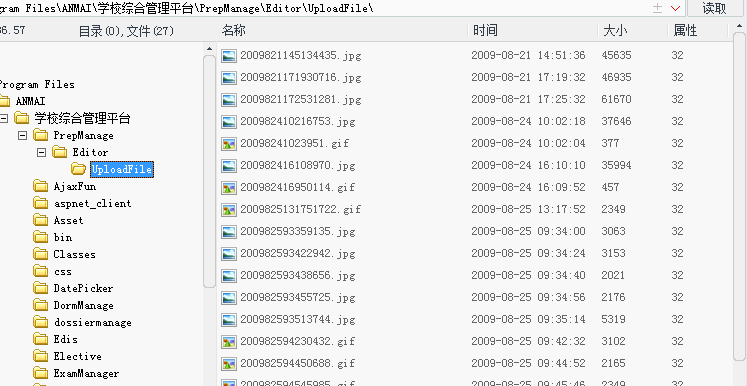 rogram Files\ANMAI\学校综合管理平台\PrepManage\Editor\UploadFile\ 读取
36.57 目录(0),文件(27) 名称 时间 大小 属性
rogram Files
ANMAI
学校综合管理平台
PrepManage
Editor
UploadFile
AjaxFun
aspnet_client
Asset
bin
Classes
css
DatePicker
DormManage
dossiermanage
Edis
Elective
ExamManager
2009821145134435.jpg 2009-08-21 14:51:36 45635 32
2009821171930716.jpg 2009-08-21 17:19:32 46935 32
2009821172531281.jpg 2009-08-21 17:25:32 61670 32
200982410216753.jpg 2009-08-24 10:02:18 37646 32
20098241023951.gif 2009-08-24 10:02:04 377 32
200982416108970.jpg 2009-08-24 16:10:10 35994 32
200982416950114.gif 2009-08-24 16:09:52 457 32
2009825131751722.gif 2009-08-25 13:17:52 2349 32
200982593359135.jpg 2009-08-25 09:34:00 3063 32
200982593422942.jpg 2009-08-25 09:34:24 3153 32
200982593438656.jpg 2009-08-25 09:34:40 2021 32
200982593455725.jpg 2009-08-25 09:34:56 2176 32
200982593513744.jpg 2009-08-25 09:35:14 5319 32
200982594230432.gif 2009-08-25 09:42:32 3102 32
200982594450688.gif 2009-08-25 09:44:52 2165 32
200982594545985.gif 2009-08-25 09:45:46 2349 32